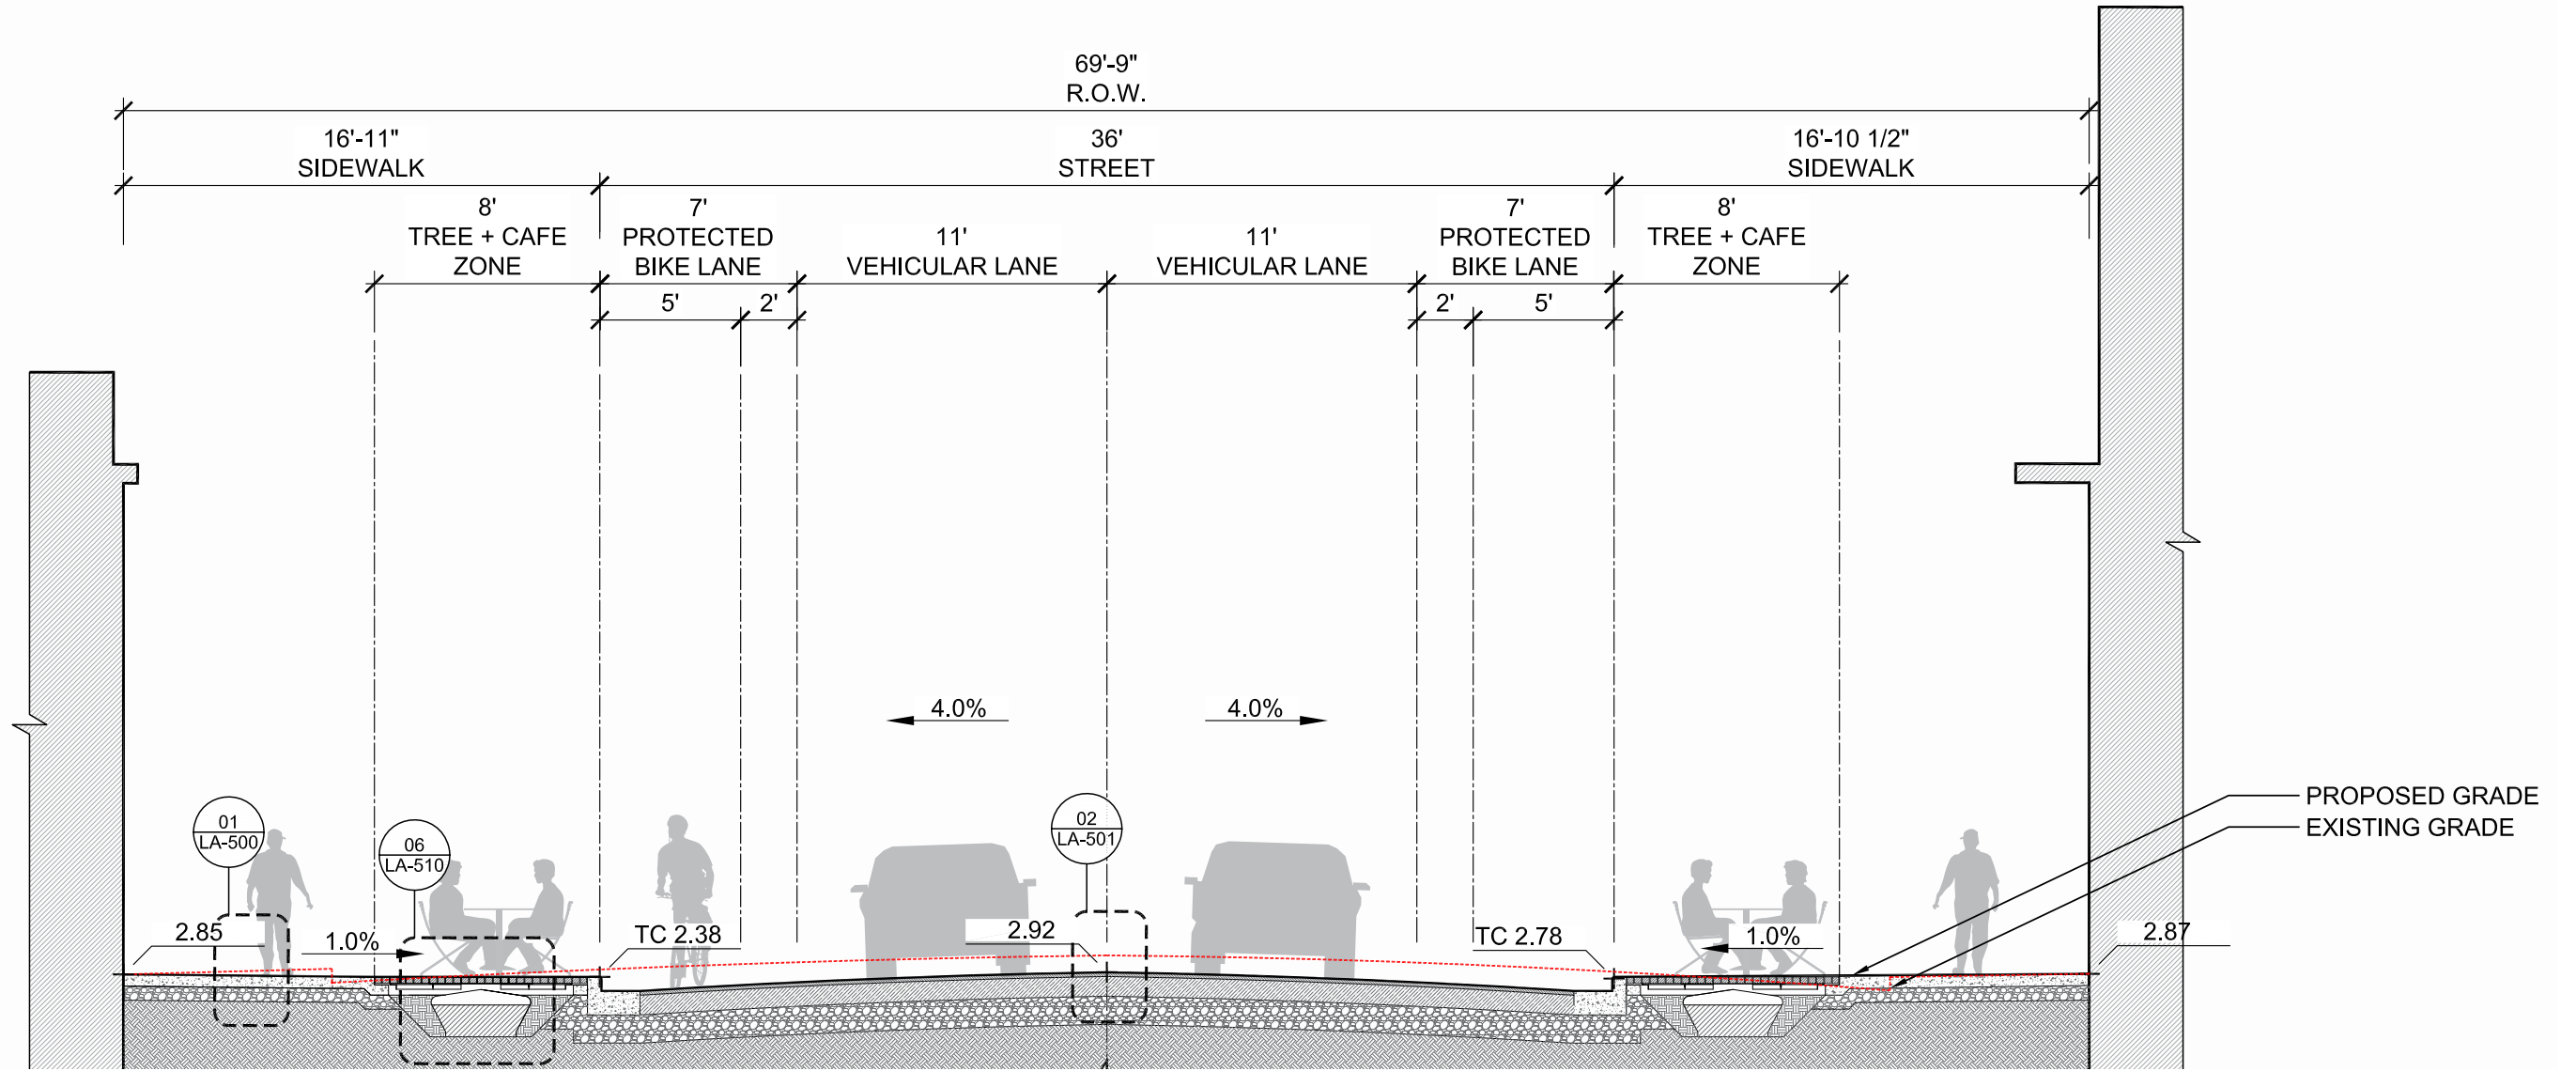 69'-9"
R.O.W.
16'-11"
SIDEWALK
36'
STREET
16'-10 1/2"
SIDEWALK
8'
TREE + CAFE
ZONE
7'
PROTECTED
BIKE LANE
11'
VEHICULAR LANE
11'
VEHICULAR LANE
7'
PROTECTED
BIKE LANE
8'
TREE + CAFE
ZONE
5'
2'
2'
5'
4.0%
4.0%
PROPOSED GRADE
EXISTING GRADE
01
LA-500
06
LA-510
02
LA-501
2.85
1.0%
TC 2.38
2.92
TC 2.78
1.0%
2.87